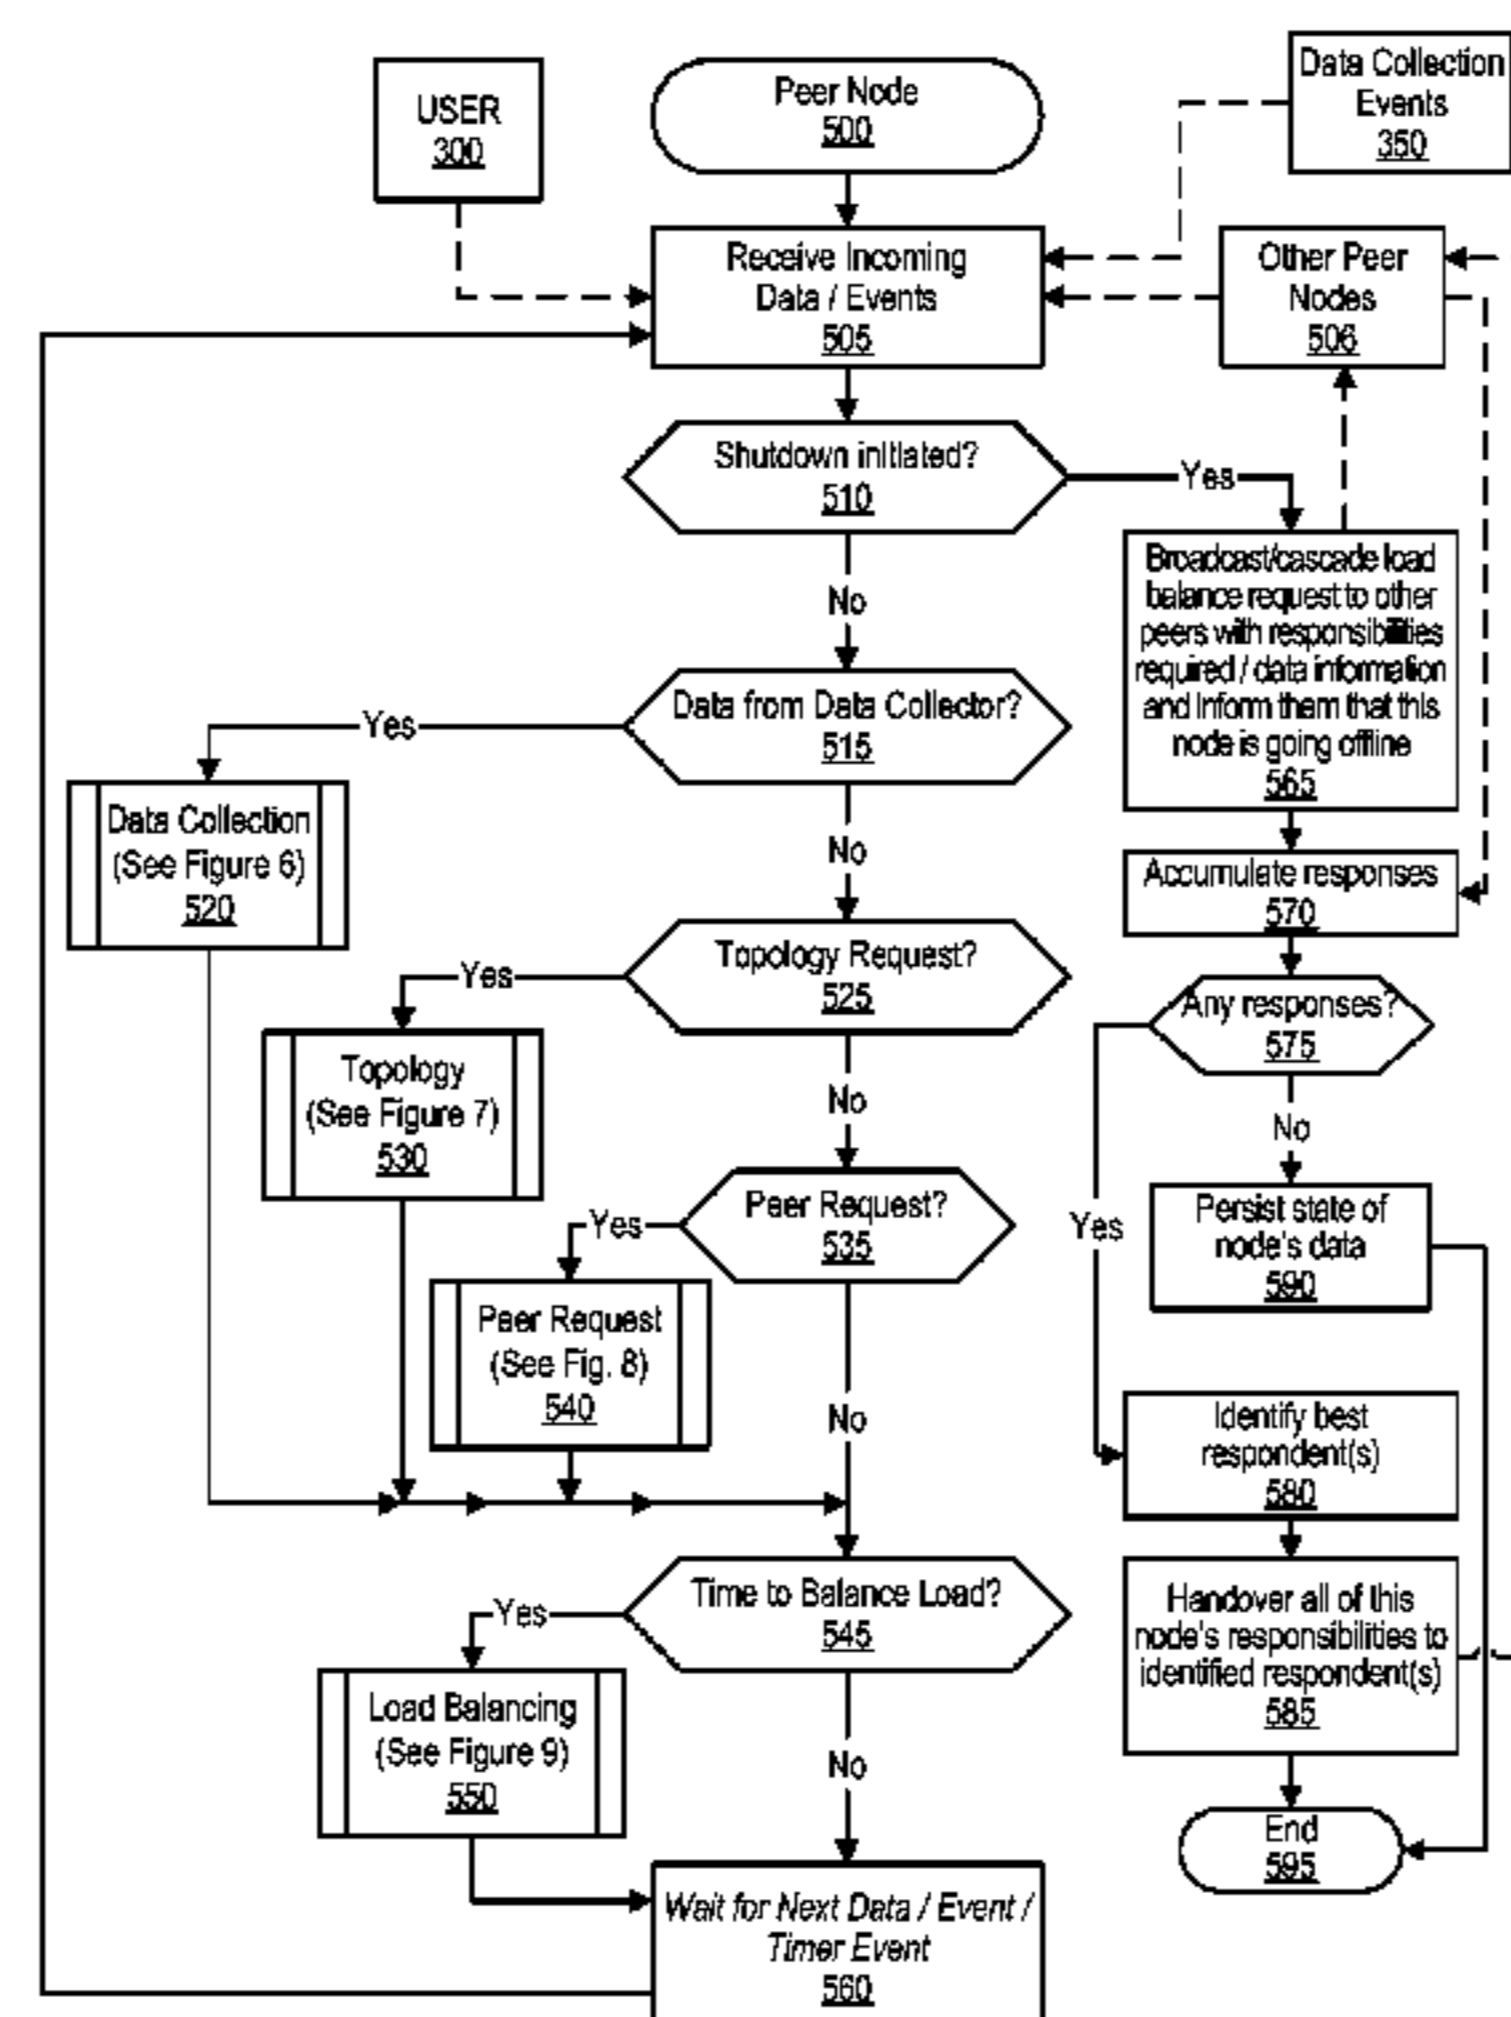 USER
300
Peer Node
500
Data Collection
Events
350
Receive Incoming
Data / Events
505
Other Peer
Nodes
506
Shutdown initiated?
510
Yes
No
Broadcast/cascade load
balance request to other
peers with responsibilities
required / data information
and inform them that this
node is going offline
565
Data from Data Collector?
515
Yes
No
Data Collection
(See Figure 6)
520
Accumulate responses
570
Topology Request?
525
Yes
No
Any responses?
575
No
Yes
Topology
(See Figure 7)
530
Peer Request?
535
Yes
No
Persist state of
node's data
590
Peer Request
(See Fig. 8)
540
Identify best
respondent(s)
580
Time to Balance Load?
545
Yes
No
Handover all of this
node's responsibilities to
identified respondent(s)
585
Load Balancing
(See Figure 9)
550
End
595
Wait for Next Data / Event /
Timer Event
560